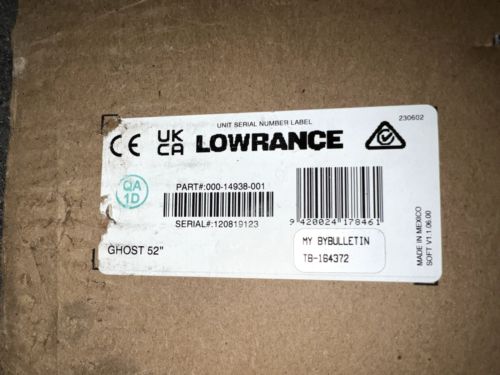 UNIT SERIAL NUMBER LABEL
230602
CE UK CA LOWRANCE
QA 1D
PART#:000-14938-001
SERIAL#:120819123
9 420024 178461
GHOST 52"
MY BYBULLETIN
TB-164372
MADE IN MEXICO
SOFT V1.1.06.00